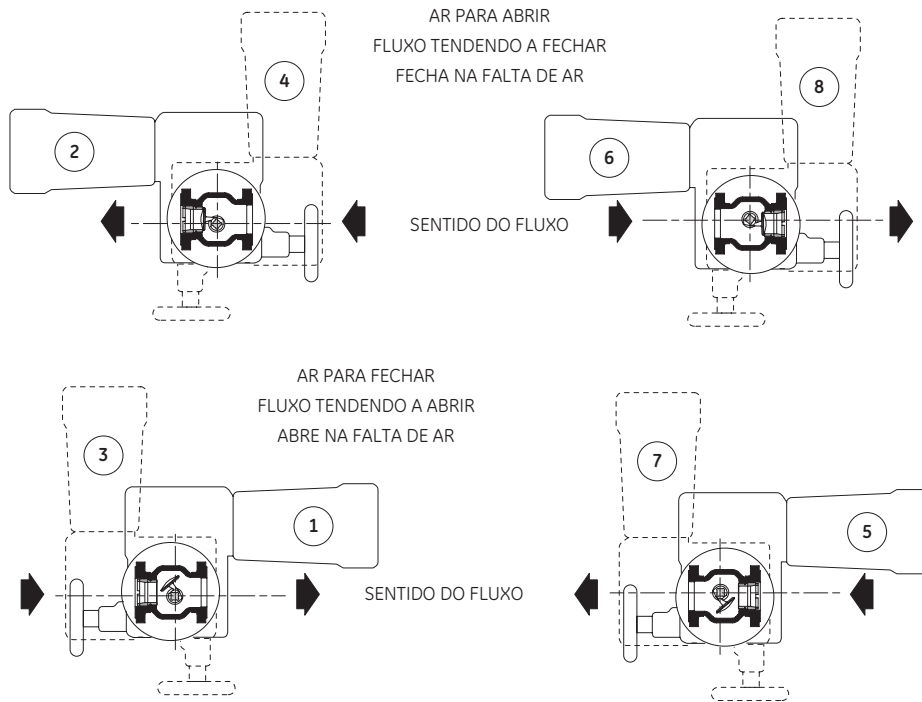 AR PARA ABRIR
FLUXO TENDENDO A FECHAR
FECHA NA FALTA DE AR
4
8
2
6
SENTIDO DO FLUXO
AR PARA FECHAR
FLUXO TENDENDO A ABRIR
ABRE NA FALTA DE AR
3
7
1
5
SENTIDO DO FLUXO